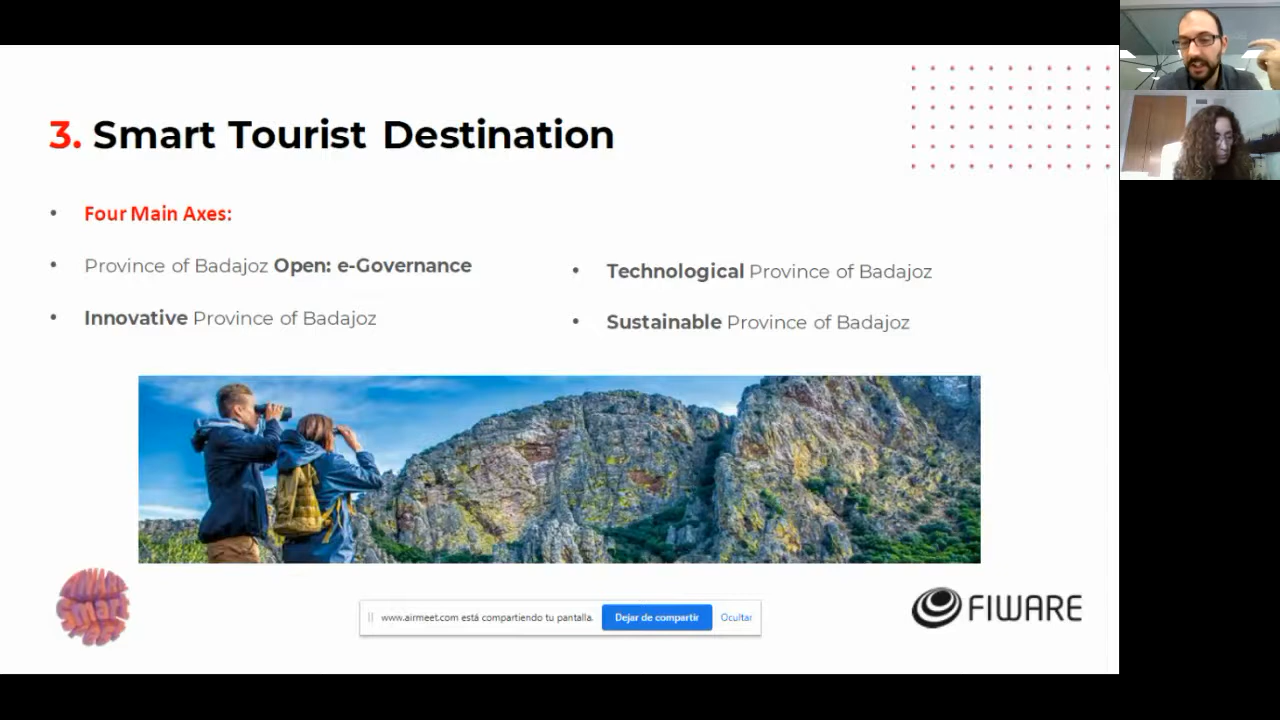 3. Smart Tourist Destination
• Four Main Axes:
• Province of Badajoz Open: e-Governance
• Innovative Province of Badajoz
• Technological Province of Badajoz
• Sustainable Province of Badajoz
Smart
www.airmeet.com está compartiendo tu pantalla.
Dejar de compartir
Ocultar
FIWARE